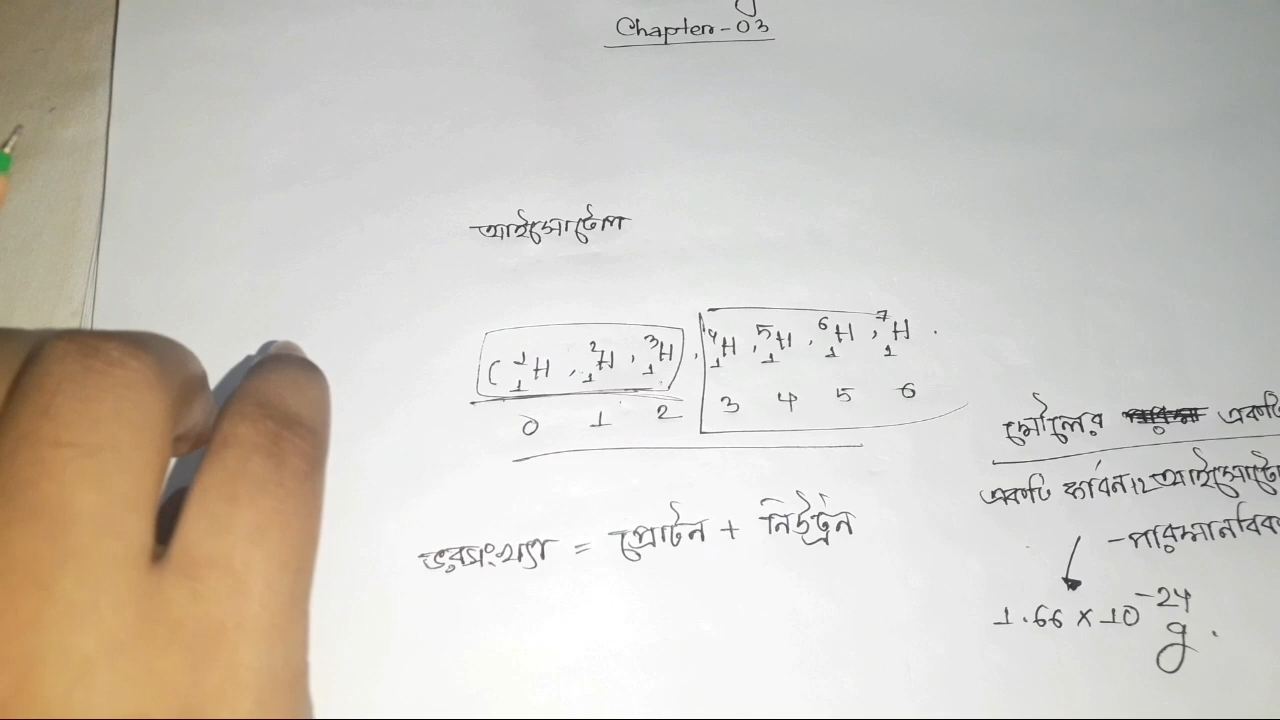 Chapter-03
আইসোটোপ
(¹₁H, ²₁H, ³₁H), ⁴₁H, ⁵₁H, ⁶₁H, ⁷₁H.
0 1 2 3 4 5 6
ভরসংখ্যা = প্রোটন + নিউট্রন
মৌলের একটি
একটি কার্বন 12 আইসোটো
-পারমানবিক
1.66 × 10⁻²⁴ g.